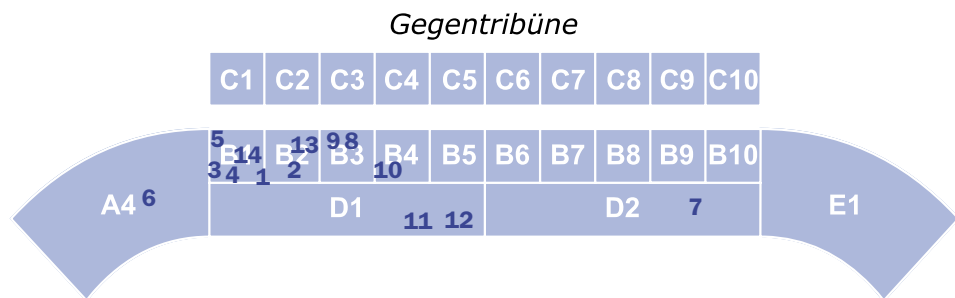 Gegentribüne
C1 C2 C3 C4 C5 C6 C7 C8 C9 C10
5 13 9 8
B1 14 B2 B3 B4 B5 B6 B7 B8 B9 B10
3 4 1 2 10
A4 6 D1 D2 7 E1
11 12